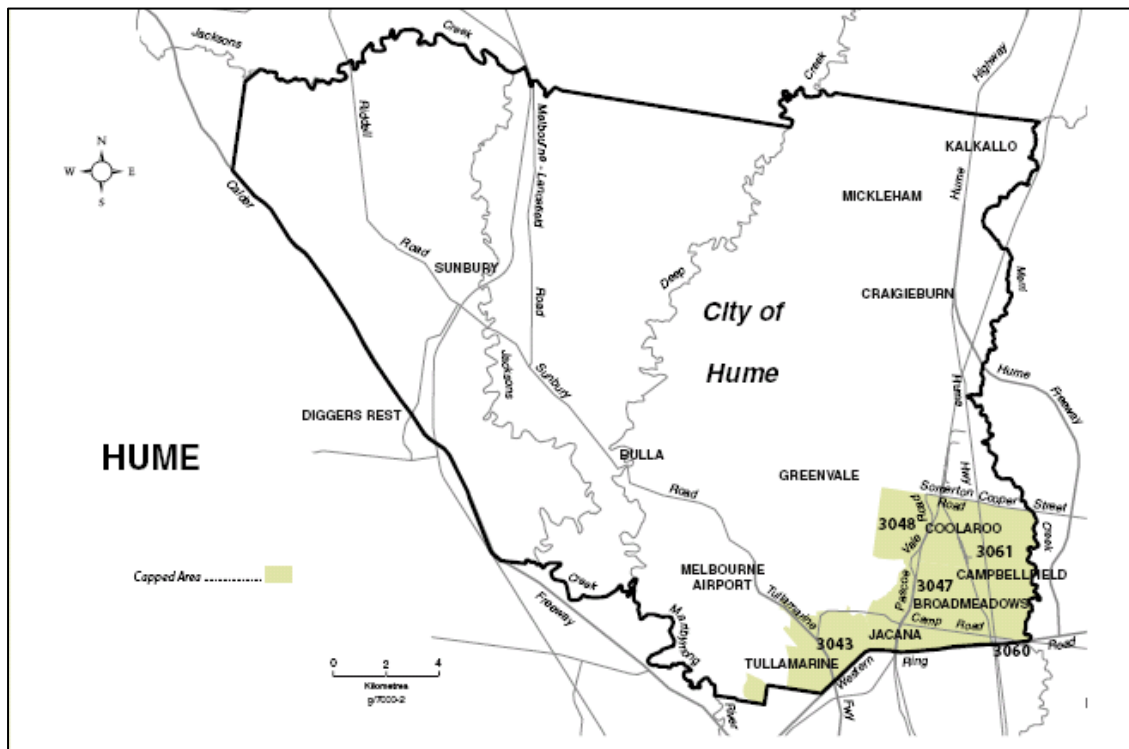 Jacksons
Creek
Creek
Highway
Riddell
Melbourne - Lancefield
KALKALLO
N
W
E
S
Hume
MICKLEHAM
Calder
Road
SUNBURY
Deep
Merri
CRAIGIEBURN
City of
Hume
Road
Jacksons
Sunbury
Hume
Hume
Freeway
DIGGERS REST
HUME
BULLA
GREENVALE
Hwy
Road
Somerton
Cooper
Street
Road
Road
3048
COOLAROO
Vale
creek
3061
Capped Area
Creek
MELBOURNE
AIRPORT
CAMPBELLFIELD
3047
Pascoe
BROADMEADOWS
Freeway
Tullamarine
Maribyrnong
Camp
Road
JACANA
3043
Road
3060
TULLAMARINE
Western
Ring
0 2 4
Kilometres
g/7000-2
River
Fwy